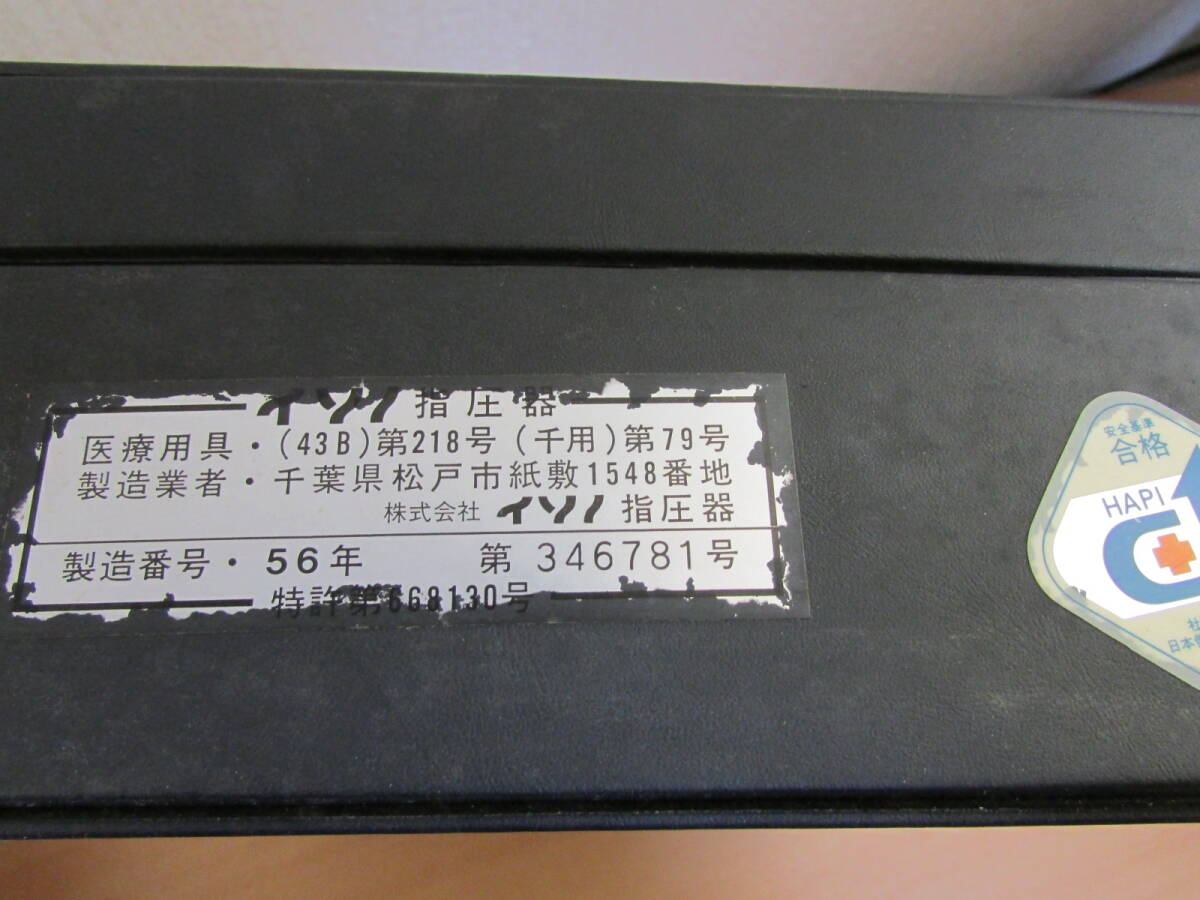 イソノ 指圧器
医療用具・(43B)第218号(千用)第79号
製造業者・千葉県松戸市紙敷1548番地
株式会社 イソノ 指圧器
製造番号・56年 第346781号
特許第668130号
安全基準
合格
HAPI
社
日本